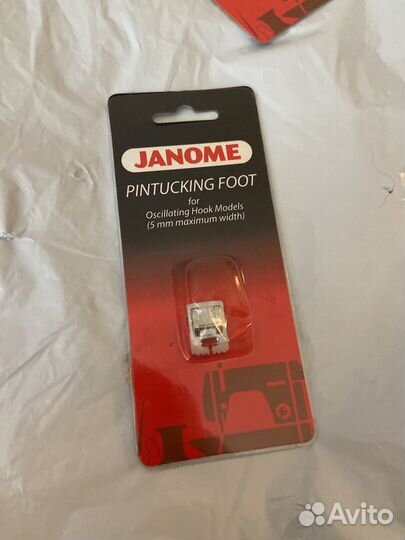 JANOME
PINTUCKING FOOT
for
Oscillating Hook Models
(5 mm maximum width)
Avito